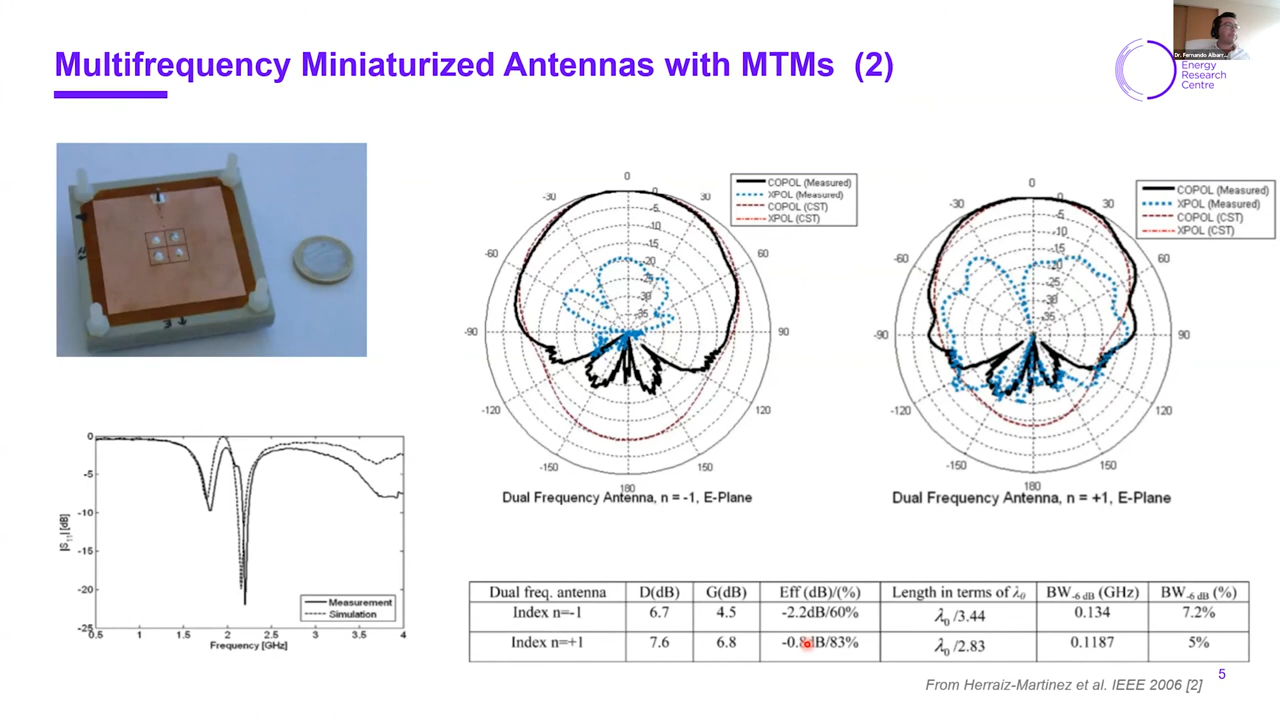 Multifrequency Miniaturized Antennas with MTMs (2)
Energy
Research
Centre
Dr. Fernando Albarr...
0
-30
30
-60
60
-90
90
-120
120
-150
150
180
0
-5
-10
-15
-20
-25
-30
-35
COPOL (Measured)
XPOL (Measured)
COPOL (CST)
XPOL (CST)
Dual Frequency Antenna, n = -1, E-Plane
0
-30
30
-60
60
-90
90
-120
120
-150
150
180
0
-5
-10
-15
-20
-25
-30
-35
COPOL (Measured)
XPOL (Measured)
COPOL (CST)
XPOL (CST)
Dual Frequency Antenna, n = +1, E-Plane
|S11| [dB]
0
-5
-10
-15
-20
-25
0.5 1 1.5 2 2.5 3 3.5 4
Frequency [GHz]
Measurement
Simulation
Dual freq. antenna D(dB) G(dB) Eff (dB)/(%) Length in terms of λ0 BW-6 dB (GHz) BW-6 dB (%)
Index n=-1 6.7 4.5 -2.2dB/60% λ0 /3.44 0.134 7.2%
Index n=+1 7.6 6.8 -0.8dB/83% λ0 /2.83 0.1187 5%
5
From Herraiz-Martinez et al. IEEE 2006 [2]